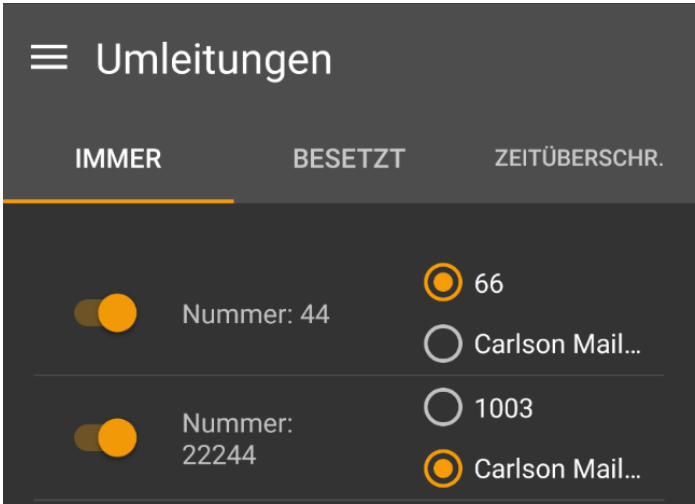 Umleitungen
IMMER BESETZT ZEITÜBERSCHR.
Nummer: 44
66
Carlson Mail...
Nummer:
22244
1003
Carlson Mail...